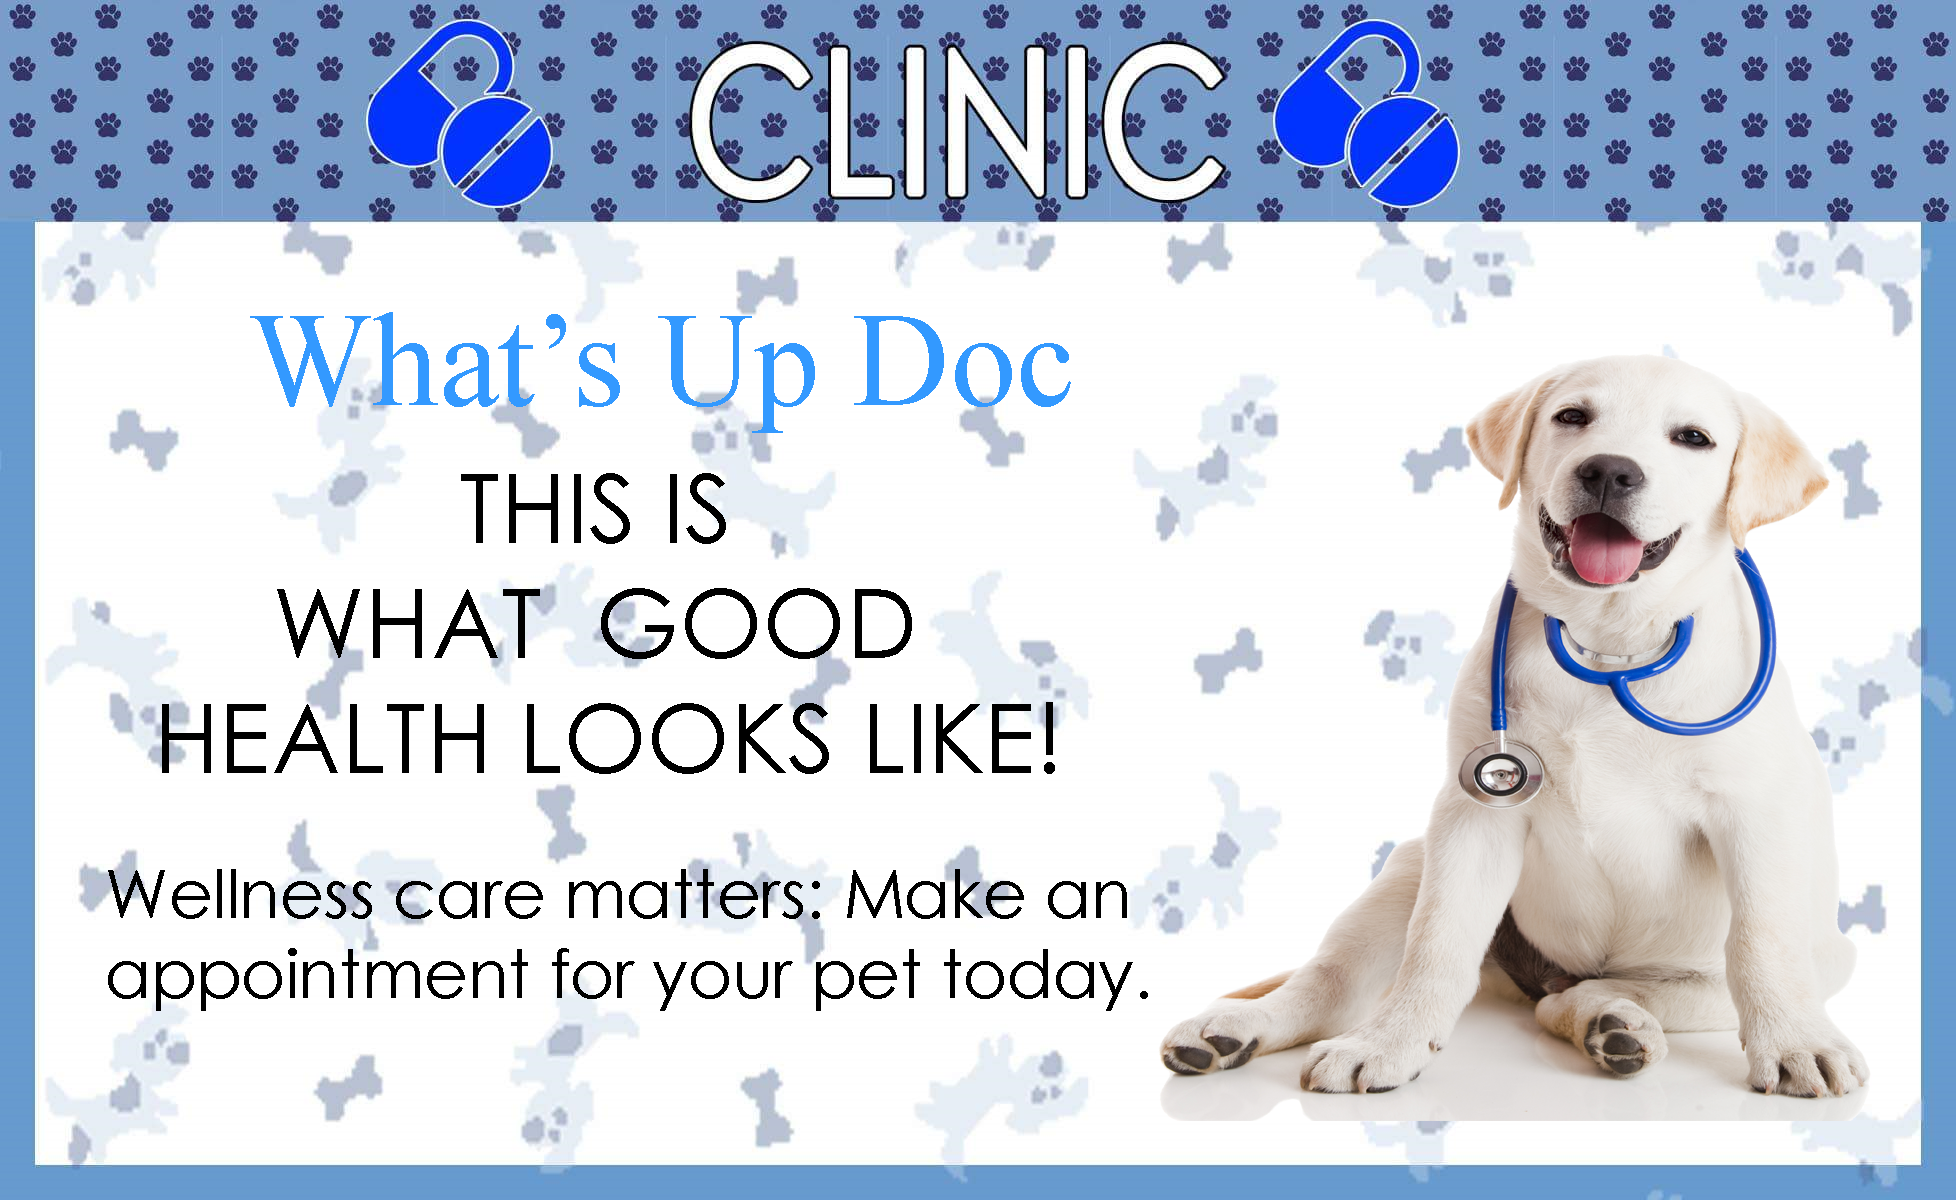 CLINIC
What’s Up Doc
THIS IS
WHAT GOOD
HEALTH LOOKS LIKE!
Wellness care matters: Make an
appointment for your pet today.